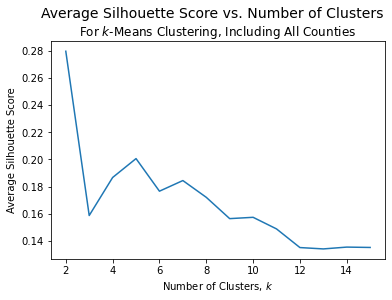 Average Silhouette Score vs. Number of Clusters
For k-Means Clustering, Including All Counties
Average Silhouette Score
0.28
0.26
0.24
0.22
0.20
0.18
0.16
0.14
2 4 6 8 10 12 14
Number of Clusters, k